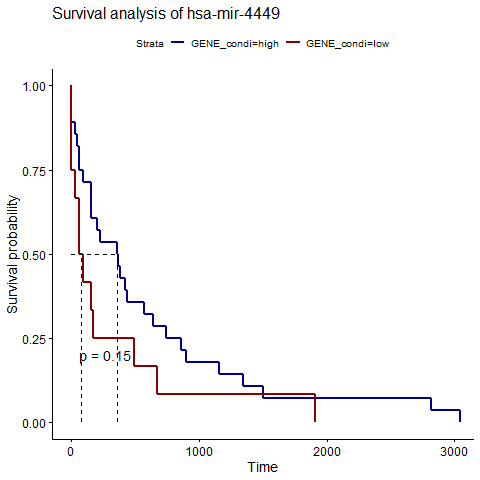 Survival analysis of hsa-mir-4449
Strata GENE_condi=high GENE_condi=low
Survival probability
1.00
0.75
0.50
0.25
0.00
p = 0.15
0 1000 2000 3000
Time